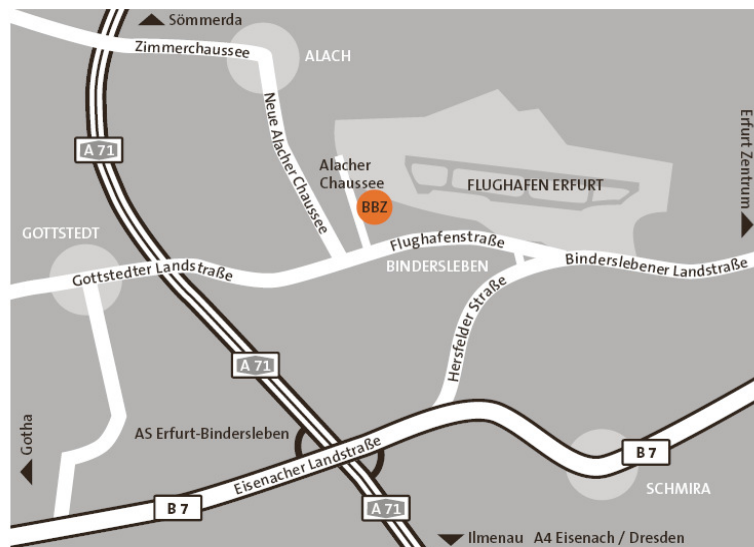 Sömmerda
Zimmerchaussee
ALACH
A 71
Neue Alacher Chaussee
Alacher
Chaussee
BBZ
FLUGHAFEN ERFURT
Erfurt Zentrum
GOTTSTEDT
Gottstedter Landstraße
Flughafenstraße
BINDERSLEBEN
Binderslebener Landstraße
Hersfelder Straße
A 71
Gotha
AS Erfurt-Bindersleben
Eisenacher Landstraße
B 7
SCHMIRA
B 7
A 71
Ilmenau A4 Eisenach / Dresden